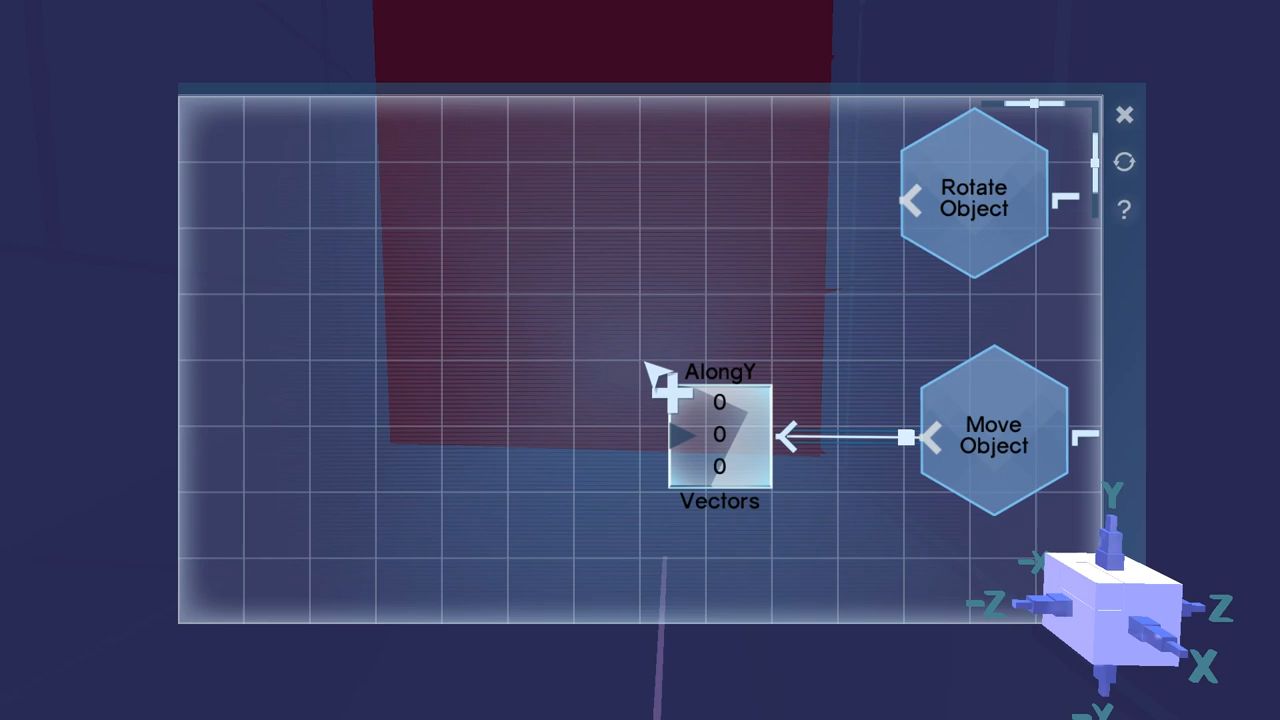 ?
Rotate
Object
AlongY
0
0
0
Vectors
Move
Object
Y
-X
-Z
Z
X
-Y